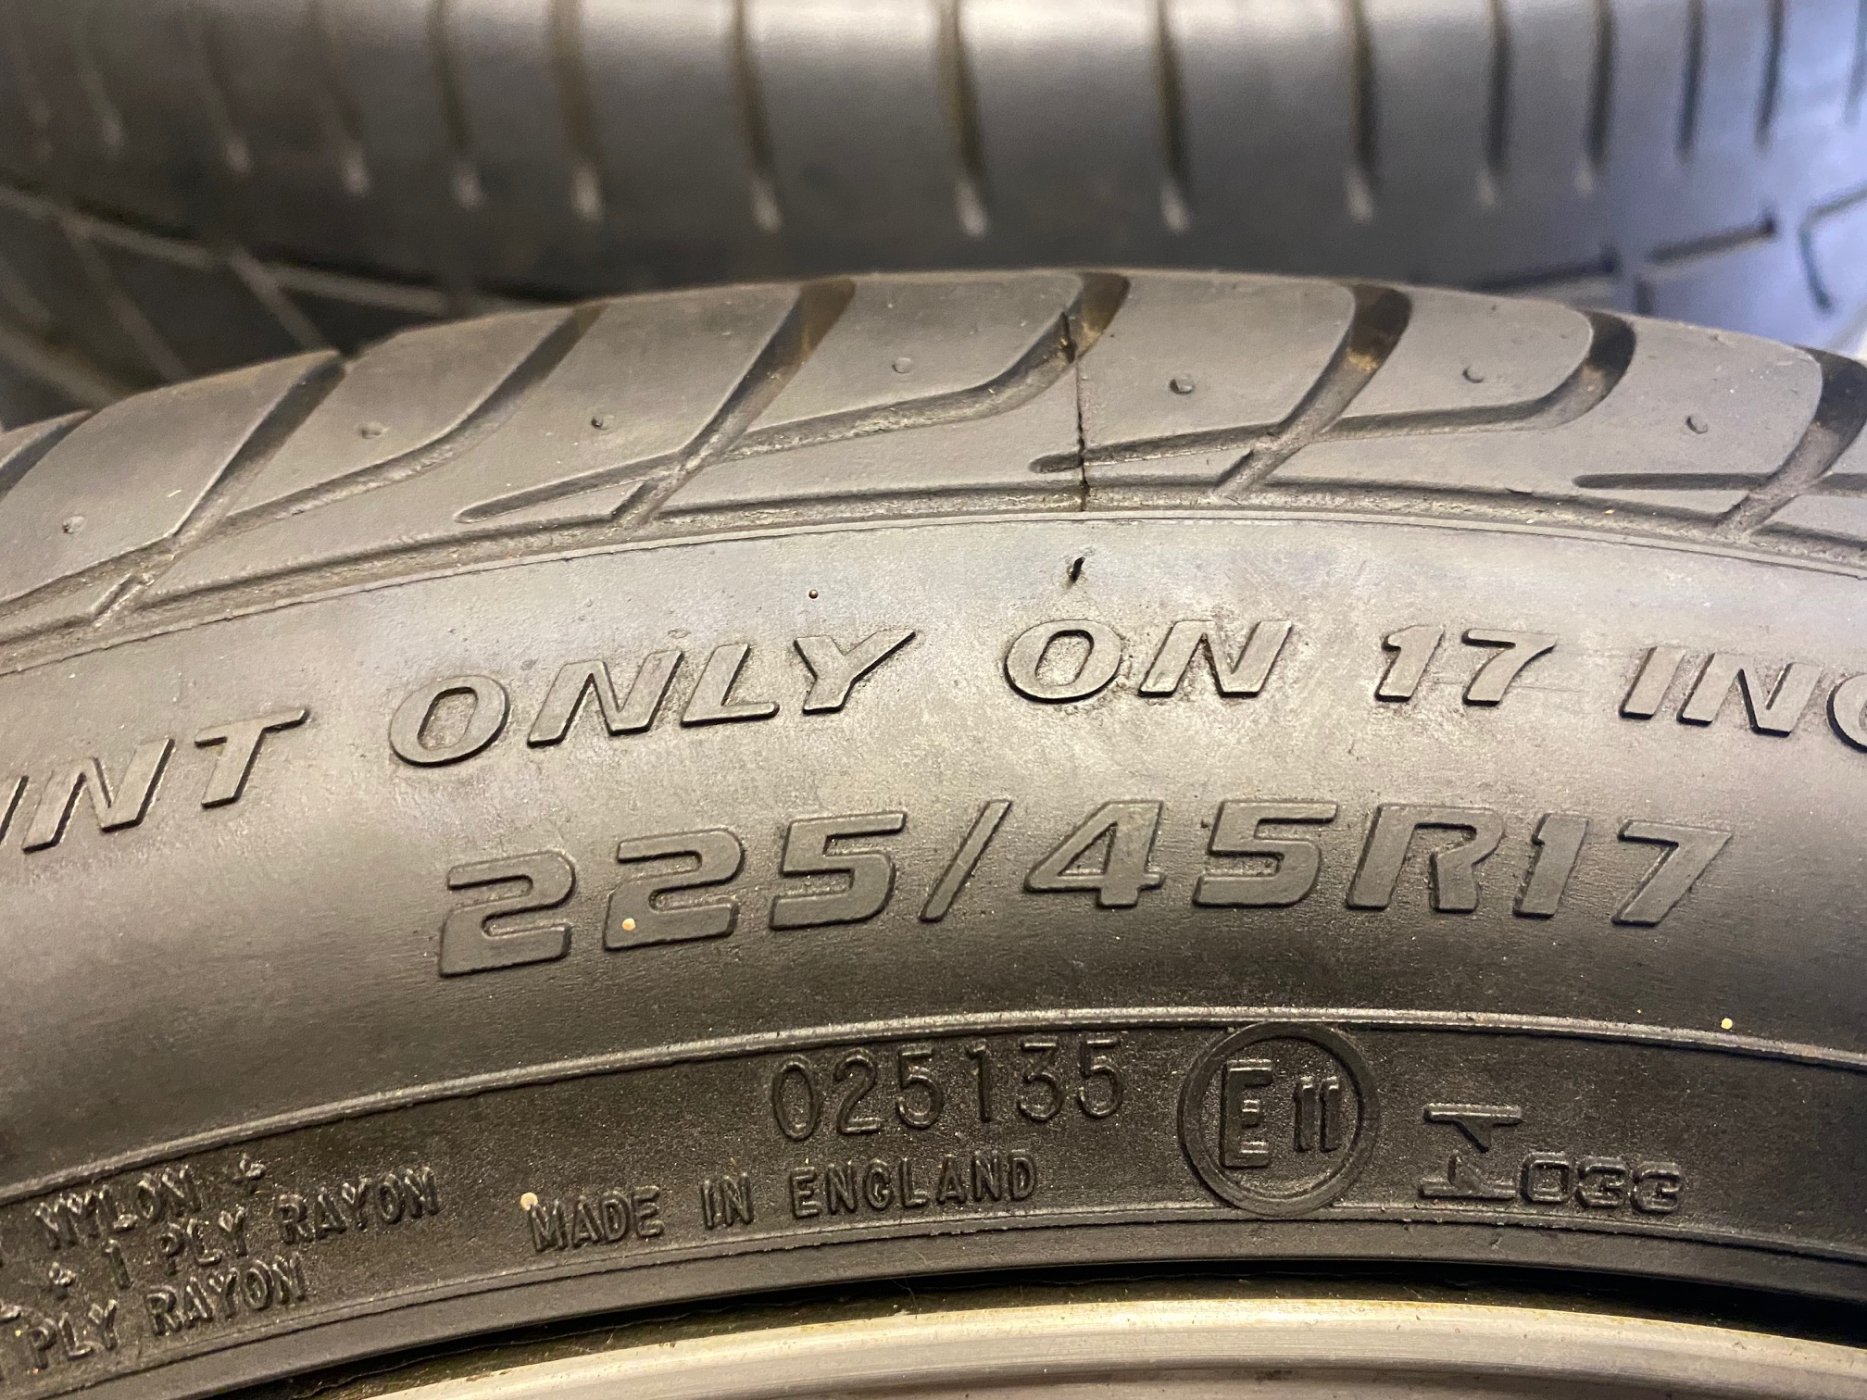 ONLY ON 17
225/45R17
025135 E11 033
NYLON +
+ 1 PLY RAYON
PLY RAYON
MADE IN ENGLAND